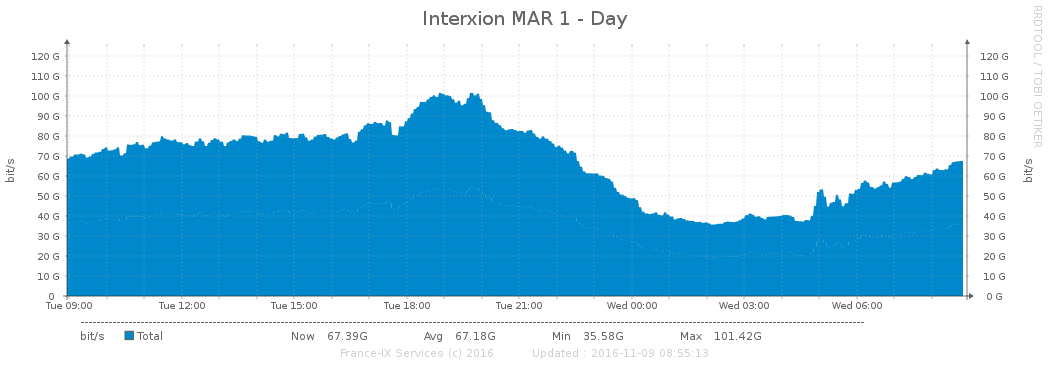 Interxion MAR 1 - Day
RRDTOOL / TOBI OETIKER
bit/s
120 G 120 G
110 G 110 G
100 G 100 G
90 G 90 G
80 G 80 G
70 G 70 G
60 G 60 G
50 G 50 G
40 G 40 G
30 G 30 G
20 G 20 G
10 G 10 G
0 0 G
bit/s
Tue 09:00 Tue 12:00 Tue 15:00 Tue 18:00 Tue 21:00 Wed 00:00 Wed 03:00 Wed 06:00
bit/s Total Now 67.39G Avg 67.18G Min 35.58G Max 101.42G
France-IX Services (c) 2016 Updated : 2016-11-09 08:55:13